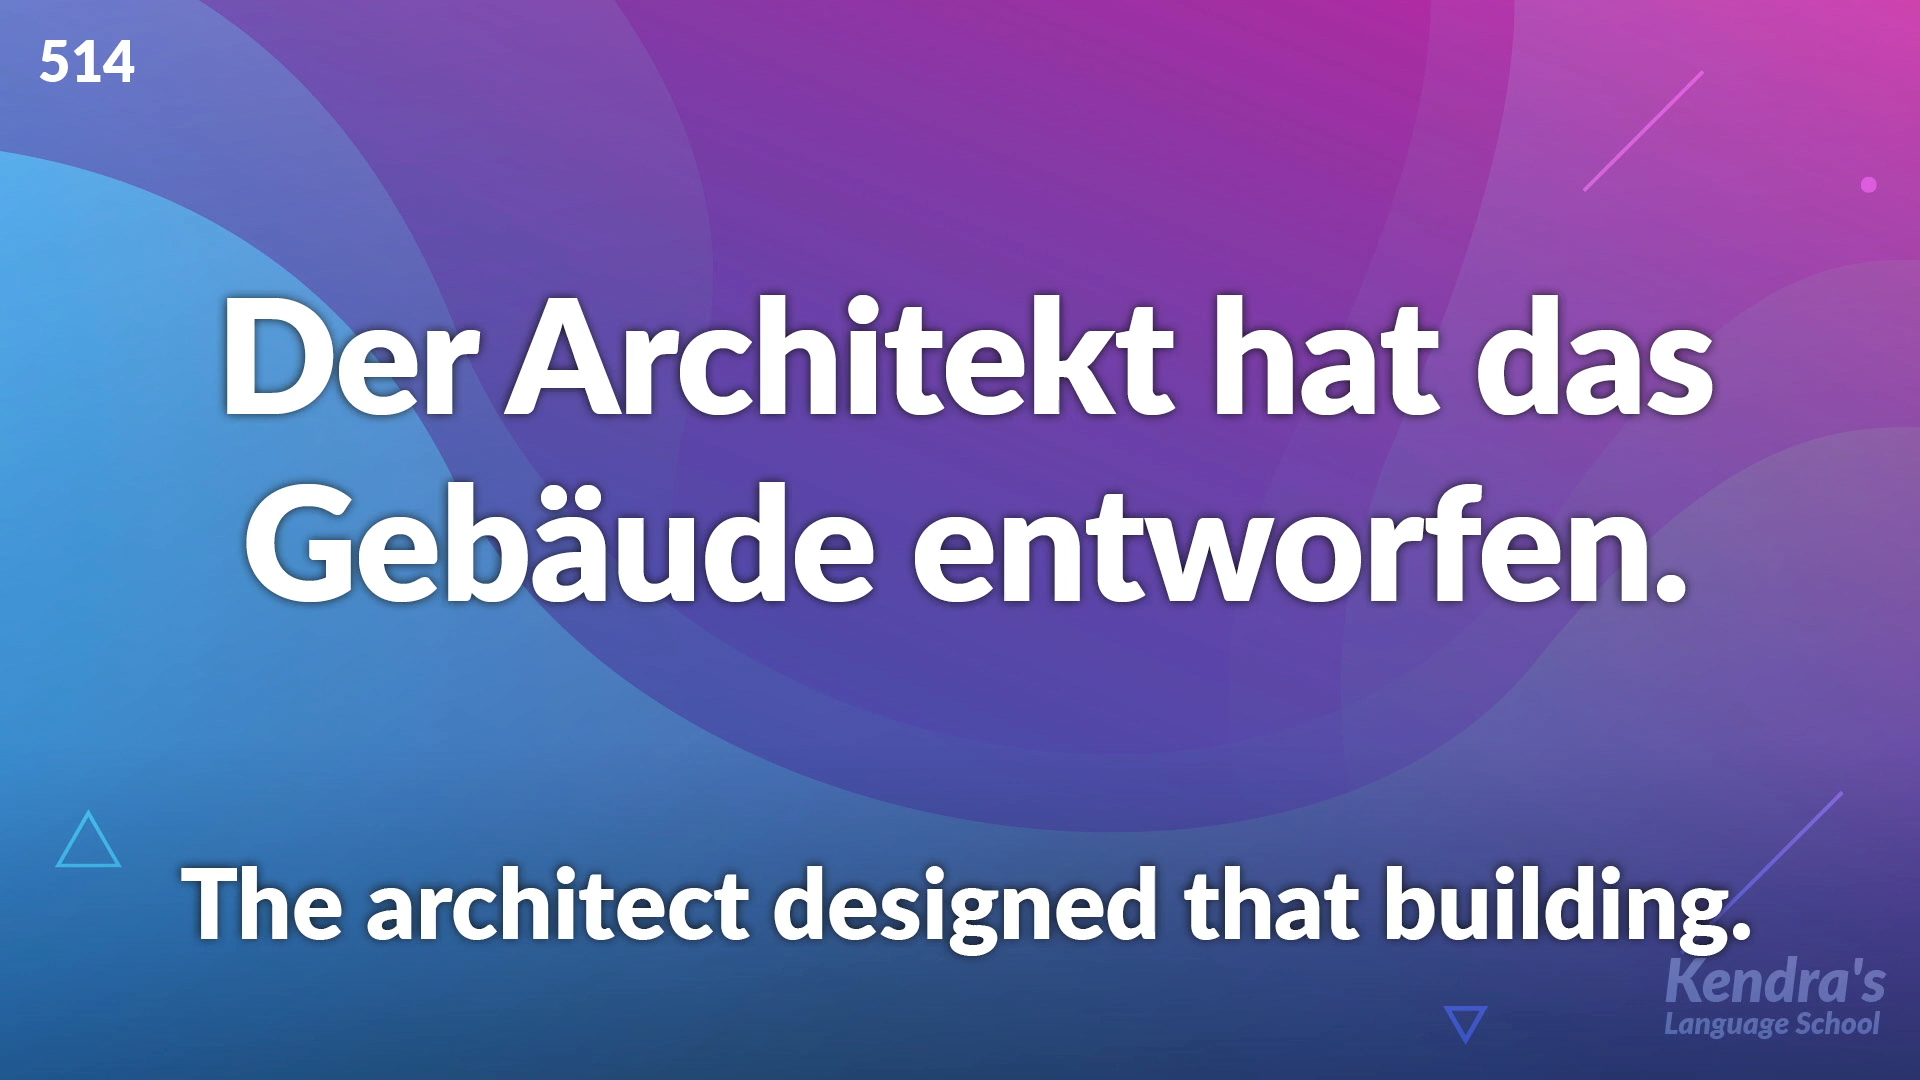 514
Der Architekt hat das
Gebäude entworfen.
The architect designed that building.
Kendra's
Language School